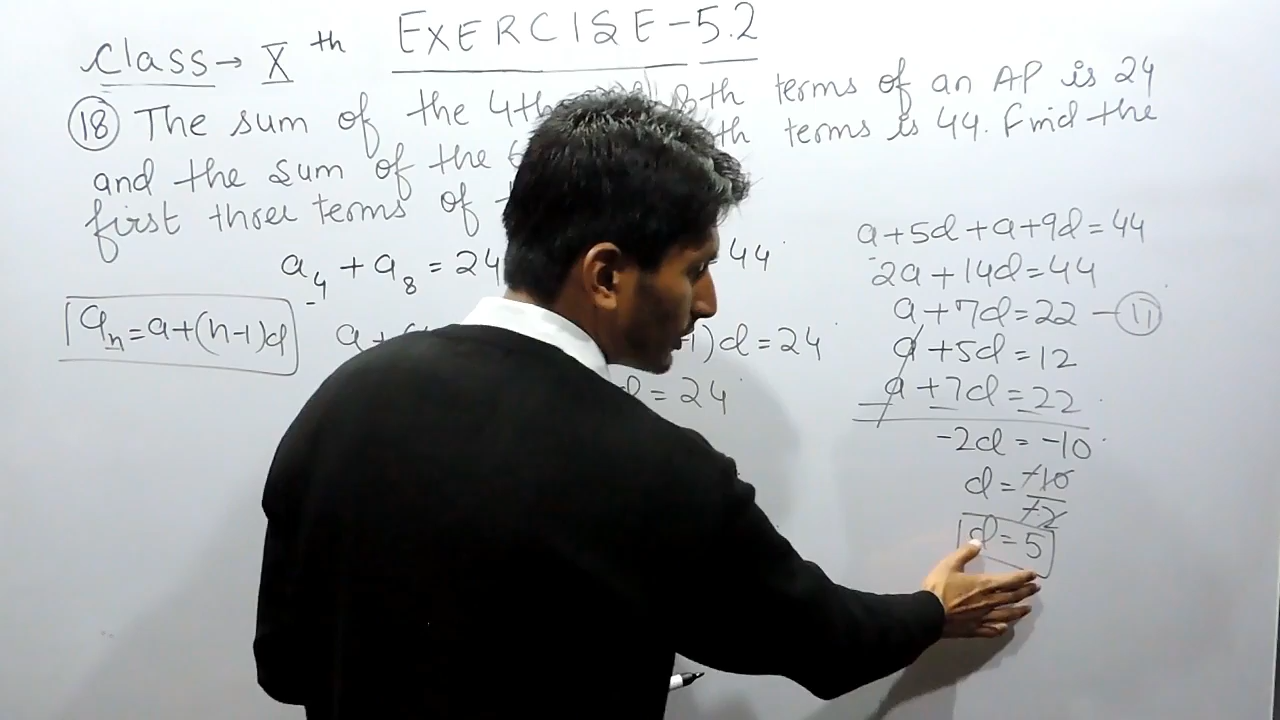 Class → Xth EXERCISE-5.2
(18) The sum of the 4th 8th terms of an AP is 24
and the sum of the th terms is 44. Find the
first three terms of
a4 + a8 = 24 44
an = a+(n-1)d
a+ 1)d = 24
d = 24
a+5d+a+9d=44
2a+14d=44
a+7d=22 — (11)
a+5d=12
a+7d=22
-2d = -10
d = -10/-2
d = 5